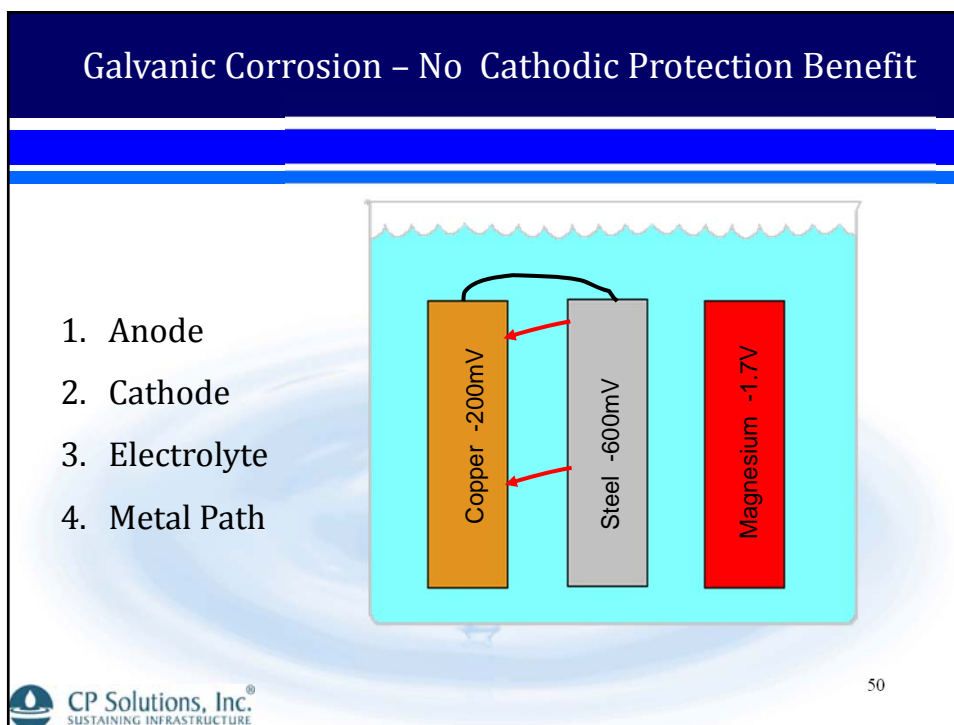 Galvanic Corrosion – No Cathodic Protection Benefit
1. Anode
2. Cathode
3. Electrolyte
4. Metal Path
Copper -200mV
Steel -600mV
Magnesium -1.7V
CP Solutions, Inc.®
SUSTAINING INFRASTRUCTURE
50